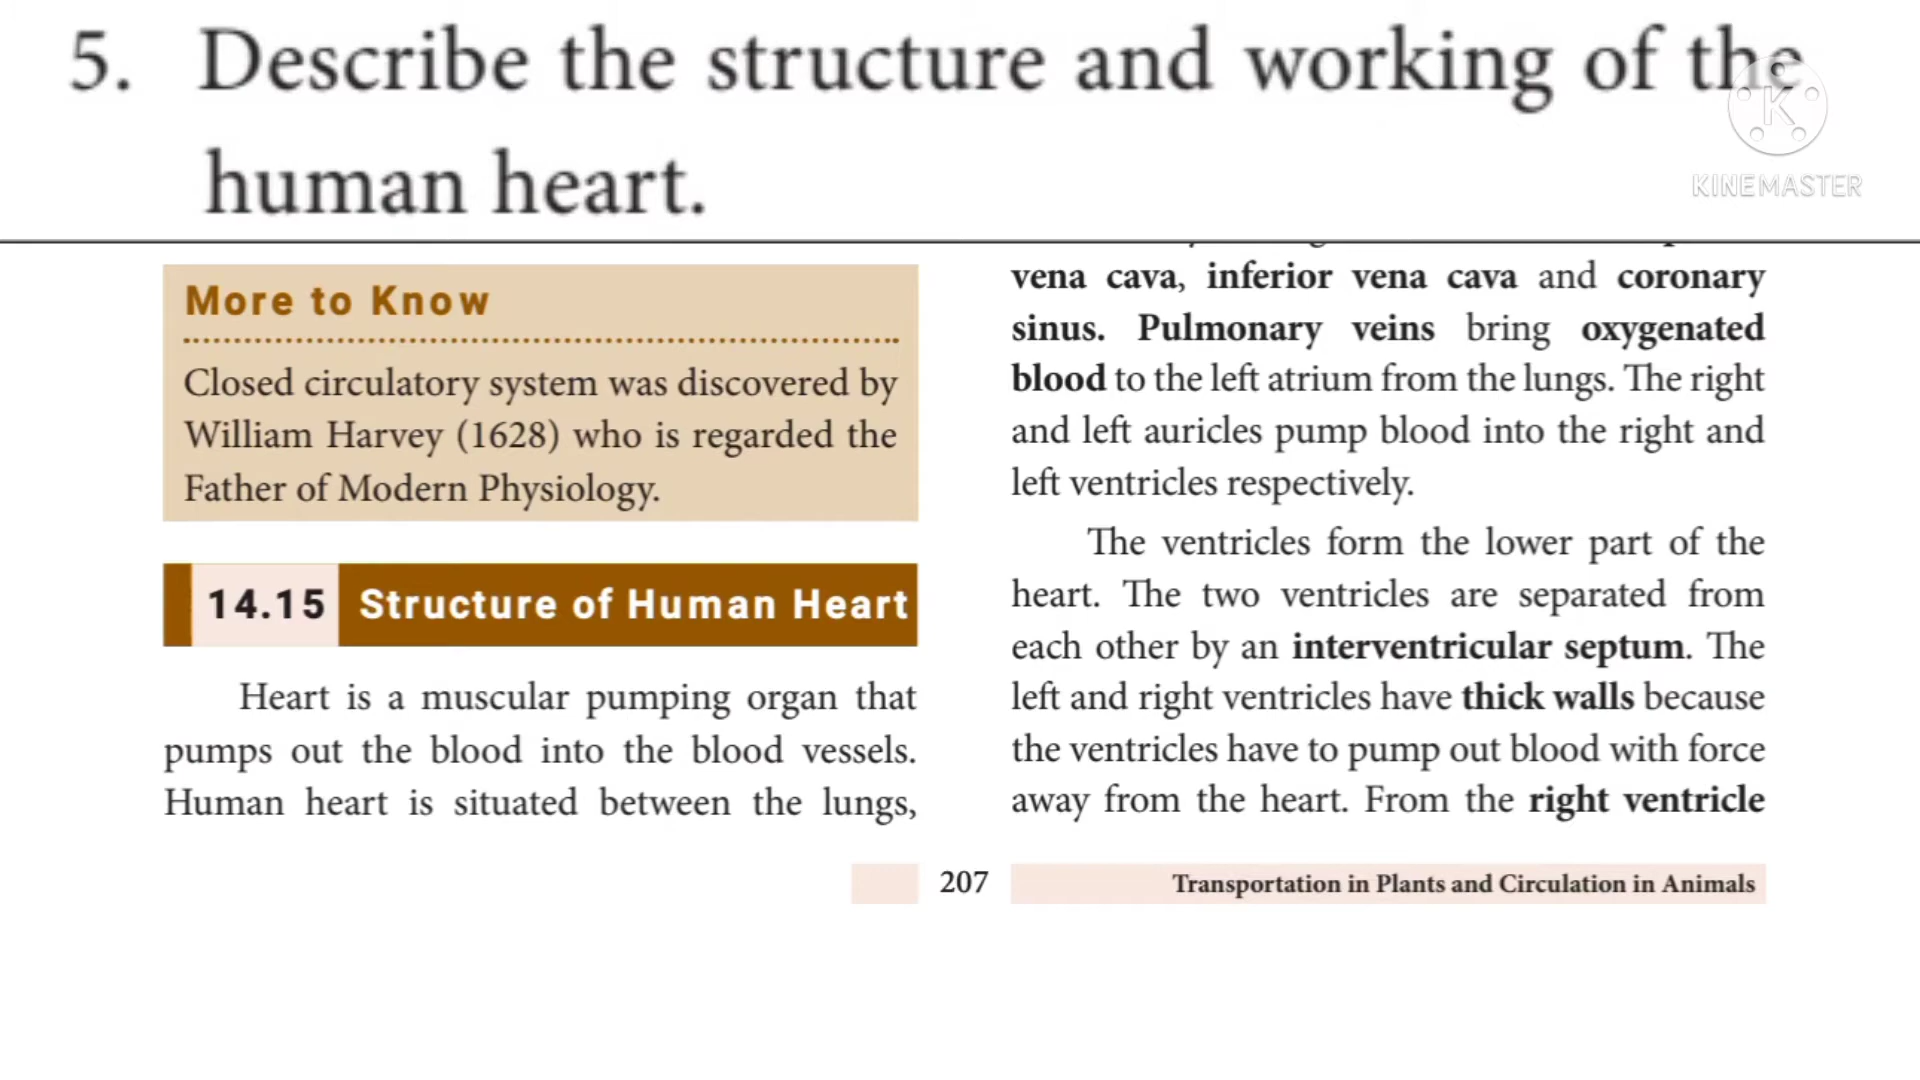 5. Describe the structure and working of the
human heart.
KINEMASTER
More to Know
Closed circulatory system was discovered by
William Harvey (1628) who is regarded the
Father of Modern Physiology.
14.15 Structure of Human Heart
Heart is a muscular pumping organ that
pumps out the blood into the blood vessels.
Human heart is situated between the lungs,
vena cava, inferior vena cava and coronary
sinus. Pulmonary veins bring oxygenated
blood to the left atrium from the lungs. The right
and left auricles pump blood into the right and
left ventricles respectively.
The ventricles form the lower part of the
heart. The two ventricles are separated from
each other by an interventricular septum. The
left and right ventricles have thick walls because
the ventricles have to pump out blood with force
away from the heart. From the right ventricle
207
Transportation in Plants and Circulation in Animals